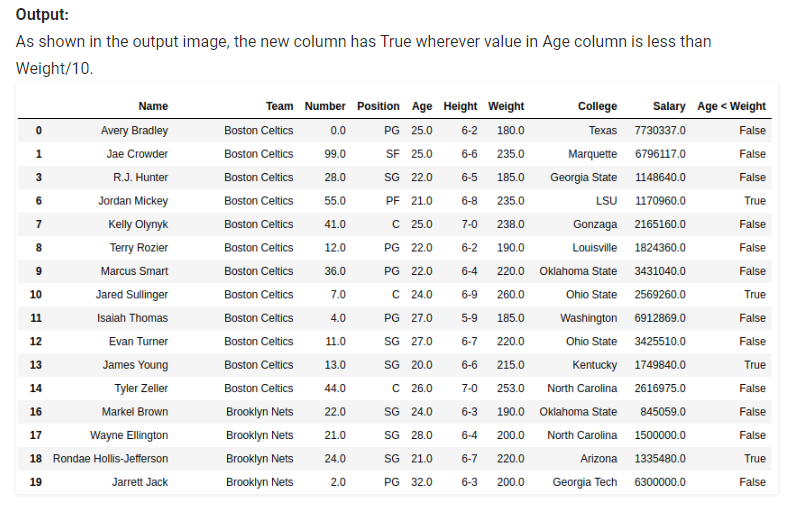 Output:
As shown in the output image, the new column has True wherever value in Age column is less than
Weight/10.
Name Team Number Position Age Height Weight College Salary Age < Weight
0 Avery Bradley Boston Celtics 0.0 PG 25.0 6-2 180.0 Texas 7730337.0 False
1 Jae Crowder Boston Celtics 99.0 SF 25.0 6-6 235.0 Marquette 6796117.0 False
3 R.J. Hunter Boston Celtics 28.0 SG 22.0 6-5 185.0 Georgia State 1148640.0 False
6 Jordan Mickey Boston Celtics 55.0 PF 21.0 6-8 235.0 LSU 1170960.0 True
7 Kelly Olynyk Boston Celtics 41.0 C 25.0 7-0 238.0 Gonzaga 2165160.0 False
8 Terry Rozier Boston Celtics 12.0 PG 22.0 6-2 190.0 Louisville 1824360.0 False
9 Marcus Smart Boston Celtics 36.0 PG 22.0 6-4 220.0 Oklahoma State 3431040.0 False
10 Jared Sullinger Boston Celtics 7.0 C 24.0 6-9 260.0 Ohio State 2569260.0 True
11 Isaiah Thomas Boston Celtics 4.0 PG 27.0 5-9 185.0 Washington 6912869.0 False
12 Evan Turner Boston Celtics 11.0 SG 27.0 6-7 220.0 Ohio State 3425510.0 False
13 James Young Boston Celtics 13.0 SG 20.0 6-6 215.0 Kentucky 1749840.0 True
14 Tyler Zeller Boston Celtics 44.0 C 26.0 7-0 253.0 North Carolina 2616975.0 False
16 Markel Brown Brooklyn Nets 22.0 SG 24.0 6-3 190.0 Oklahoma State 845059.0 False
17 Wayne Ellington Brooklyn Nets 21.0 SG 28.0 6-4 200.0 North Carolina 1500000.0 False
18 Rondae Hollis-Jefferson Brooklyn Nets 24.0 SG 21.0 6-7 220.0 Arizona 1335480.0 True
19 Jarrett Jack Brooklyn Nets 2.0 PG 32.0 6-3 200.0 Georgia Tech 6300000.0 False